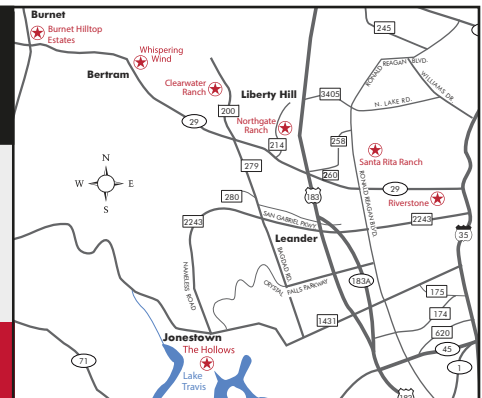 Burnet
Burnet Hilltop
Estates
Whispering
Wind
Bertram
Clearwater
Ranch
Liberty Hill
Northgate
Ranch
Santa Rita Ranch
Riverstone
245
RONALD REAGAN BLVD.
WILLIAMS DR.
3405
N. LAKE RD.
200
29
214
258
260
279
280
183
29
2243
2243
SAN GABRIEL PKWY.
RONALD REAGAN BLVD.
35
N
W
E
S
Leander
NAMELESS ROAD
BAGDAD RD.
CRYSTAL FALLS PARKWAY
183A
175
174
620
1431
45
1
71
Jonestown
The Hollows
Lake
Travis
183